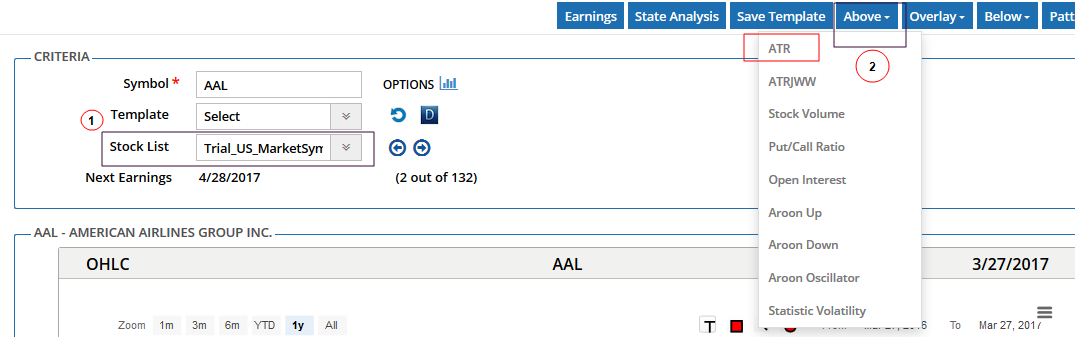 Earnings State Analysis Save Template Above Overlay Below Patt
CRITERIA
ATR
2
Symbol * AAL OPTIONS
ATRJWW
1 Template Select D
Stock Volume
Stock List Trial_US_MarketSym
Put/Call Ratio
Next Earnings 4/28/2017 (2 out of 132)
Open Interest
Aroon Up
AAL - AMERICAN AIRLINES GROUP INC.
Aroon Down
OHLC AAL 3/27/2017
Aroon Oscillator
Statistic Volatility
Zoom 1m 3m 6m YTD 1y All T To Mar 27, 2017